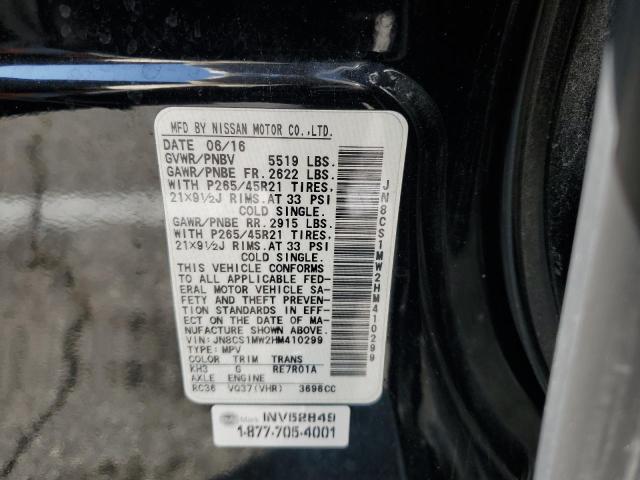 MFD BY NISSAN MOTOR CO.,LTD.
DATE 06/16
GVWR/PNBV 5519 LBS.
GAWR/PNBE FR. 2622 LBS.
WITH P265/45R21 TIRES,
21X9½J RIMS. AT 33 PSI
COLD SINGLE.
GAWR/PNBE RR. 2915 LBS.
WITH P265/45R21 TIRES,
21X9½J RIMS. AT 33 PSI
COLD SINGLE.
THIS VEHICLE CONFORMS
TO ALL APPLICABLE FED-
ERAL MOTOR VEHICLE SA-
FETY AND THEFT PREVEN-
TION STANDARDS IN EFF-
ECT ON THE DATE OF MA-
NUFACTURE SHOWN ABOVE.
VIN: JN8CS1MW2HM410299
TYPE: MPV
COLOR TRIM TRANS
KH3 G RE7R01A
AXLE ENGINE
RC36 VQ37(VHR) 3696CC
JN8CS1MW2HM410299
INV52849
1-877-705-4001